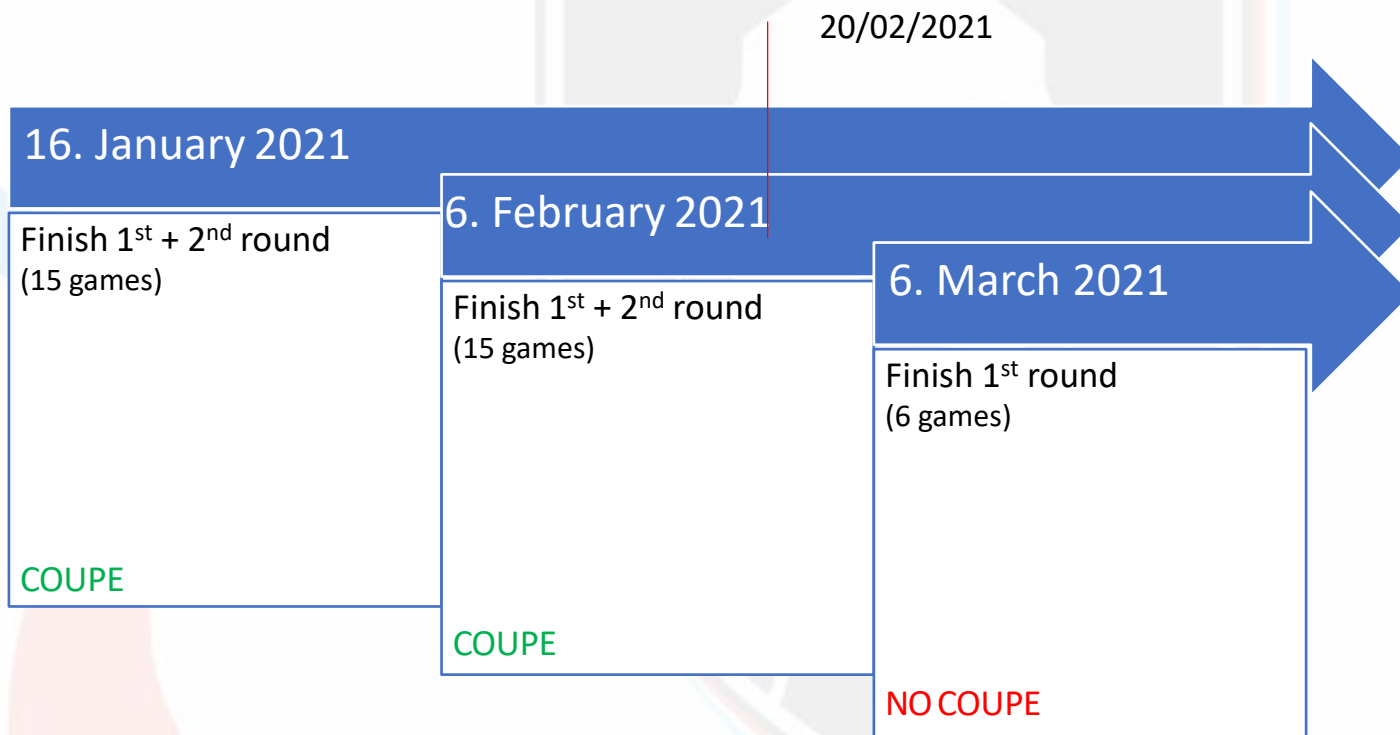 20/02/2021
16. January 2021
Finish 1st + 2nd round
(15 games)
COUPE
6. February 2021
Finish 1st + 2nd round
(15 games)
COUPE
6. March 2021
Finish 1st round
(6 games)
NO COUPE